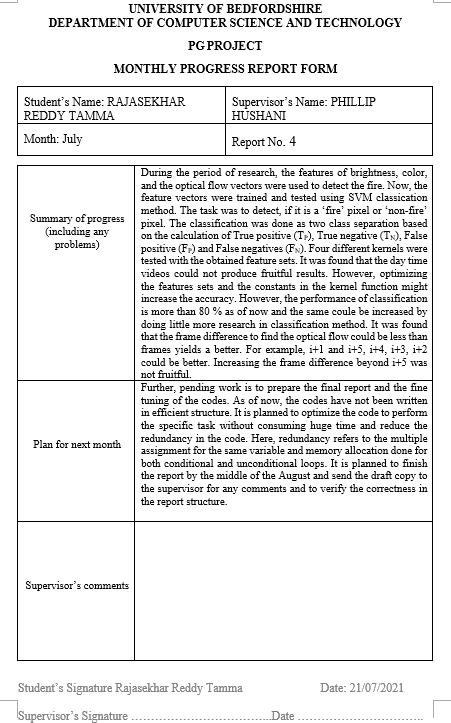 UNIVERSITY OF BEDFORDSHIRE
DEPARTMENT OF COMPUTER SCIENCE AND TECHNOLOGY
PG PROJECT
MONTHLY PROGRESS REPORT FORM
Student's Name: RAJASEKHAR
REDDY TAMMA
Supervisor's Name: PHILLIP
HUSHANI
Month: July
Report No. 4
Summary of progress
(including any
problems)
During the period of research, the features of brightness, color,
and the optical flow vectors were used to detect the fire. Now, the
feature vectors were trained and tested using SVM classication
method. The task was to detect, if it is a 'fire' pixel or 'non-fire'
pixel. The classification was done as two class separation based
on the calculation of True positive (TP), True negative (TN), False
positive (FP) and False negatives (FN). Four different kernels were
tested with the obtained feature sets. It was found that the day time
videos could not produce fruitful results. However, optimizing
the features sets and the constants in the kernel function might
increase the accuracy. However, the performance of classification
is more than 80 % as of now and the same coule be increased by
doing little more research in classification method. It was found
that the frame difference to find the optical flow could be less than
frames yields a better. For example, i+1 and i+5, i+4, i+3, i+2
could be better. Increasing the frame difference beyond i+5 was
not fruitful.
Plan for next month
Further, pending work is to prepare the final report and the fine
tuning of the codes. As of now, the codes have not been written
in efficient structure. It is planned to optimize the code to perform
the specific task without consuming huge time and reduce the
redundancy in the code. Here, redundancy refers to the multiple
assignment for the same variable and memory allocation done for
both conditional and unconditional loops. It is planned to finish
the report by the middle of the August and send the draft copy to
the supervisor for any comments and to verify the correctness in
the report structure.
Supervisor's comments
Student's Signature Rajasekhar Reddy Tamma Date: 21/07/2021
Supervisor's Signature …………………………………..Date ……………………………..